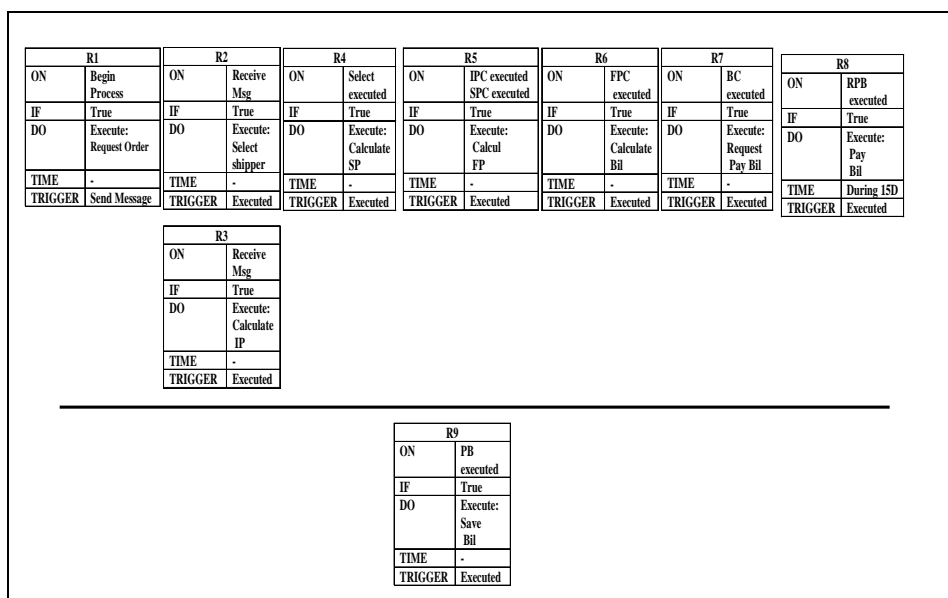 R1
ON Begin
Process
IF True
DO Execute:
Request Order
TIME -
TRIGGER Send Message
R2
ON Receive
Msg
IF True
DO Execute:
Select
shipper
TIME -
TRIGGER Executed
R4
ON Select
executed
IF True
DO Execute:
Calculate
SP
TIME -
TRIGGER Executed
R5
ON IPC executed
SPC executed
IF True
DO Execute:
Calcul
FP
TIME -
TRIGGER Executed
R6
ON FPC
executed
IF True
DO Execute:
Calculate
Bil
TIME -
TRIGGER Executed
R7
ON BC
executed
IF True
DO Execute:
Request
Pay Bil
TIME -
TRIGGER Executed
R8
ON RPB
executed
IF True
DO Execute:
Pay
Bil
TIME During 15D
TRIGGER Executed
R3
ON Receive
Msg
IF True
DO Execute:
Calculate
IP
TIME -
TRIGGER Executed
R9
ON PB
executed
IF True
DO Execute:
Save
Bil
TIME -
TRIGGER Executed